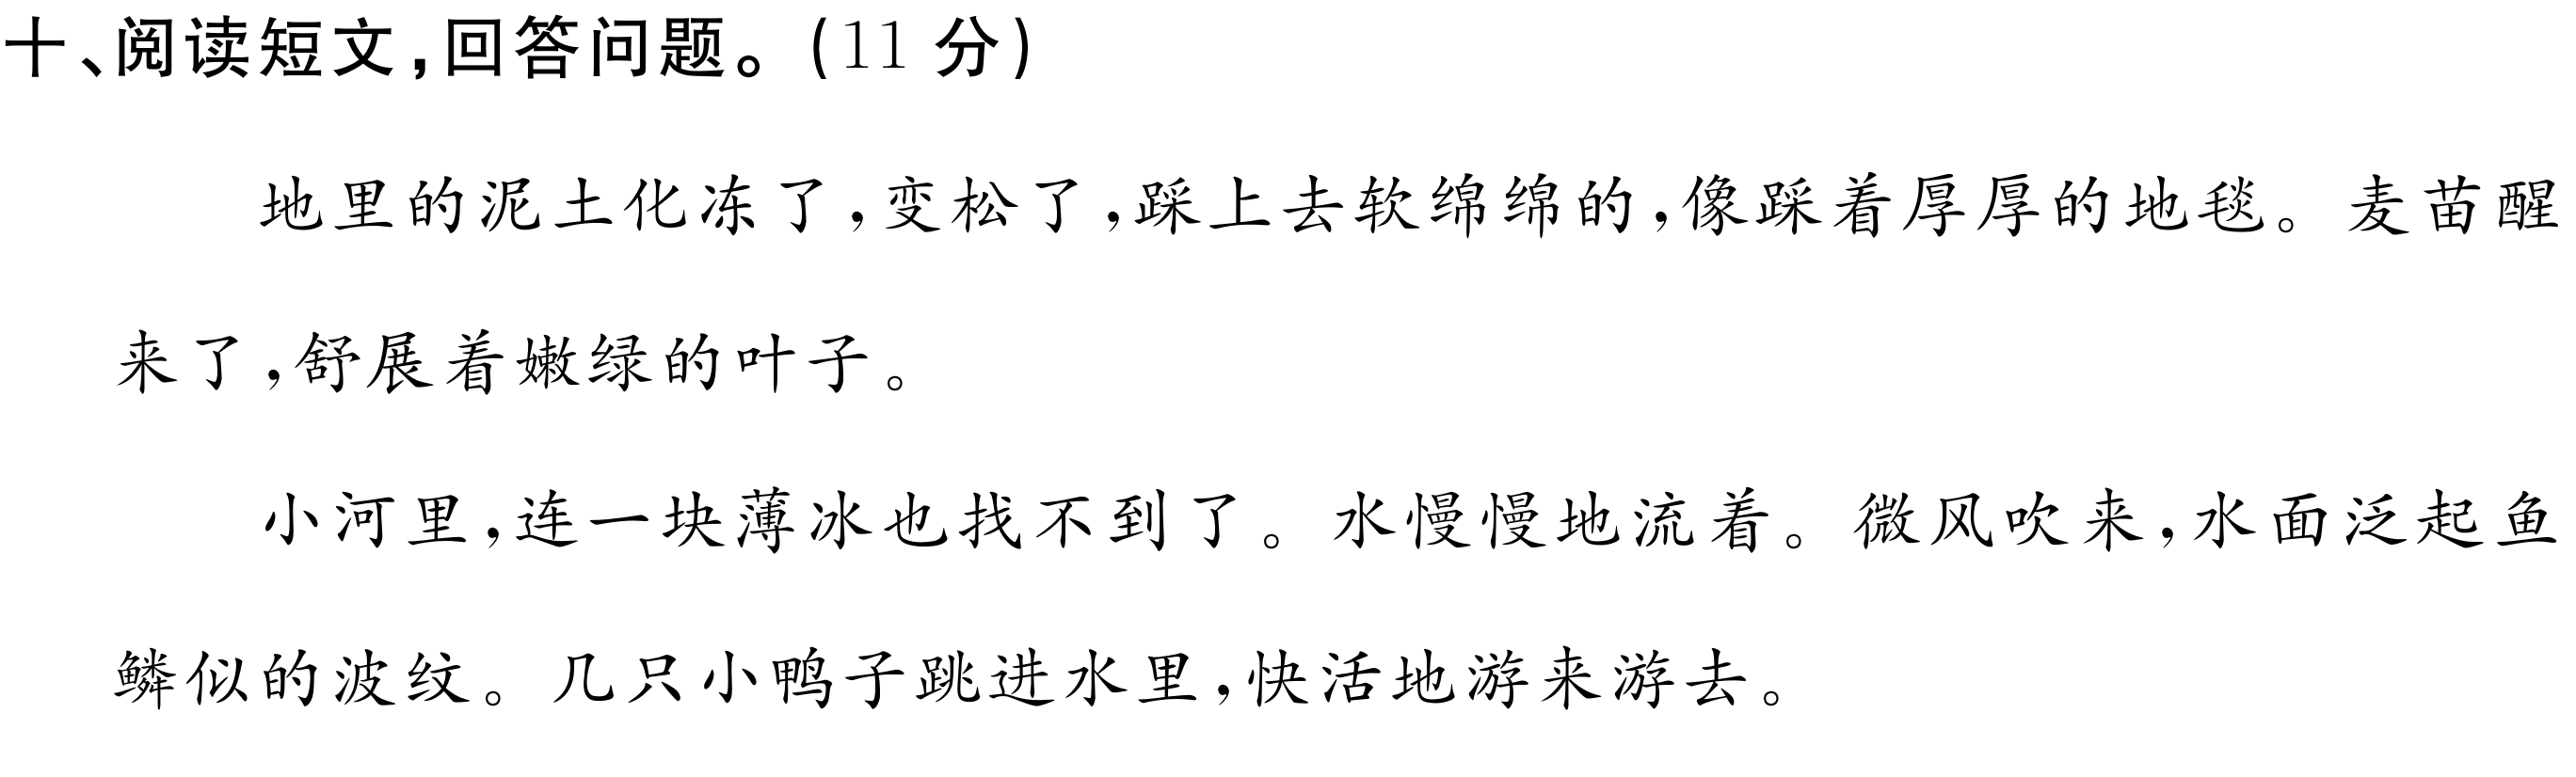 十、阅读短文,回答问题。(11 分)
地里的泥土化冻了,变松了,踩上去软绵绵的,像踩着厚厚的地毯。麦苗醒
来了,舒展着嫩绿的叶子。
小河里,连一块薄冰也找不到了。水慢慢地流着。微风吹来,水面泛起鱼
鳞似的波纹。几只小鸭子跳进水里,快活地游来游去。